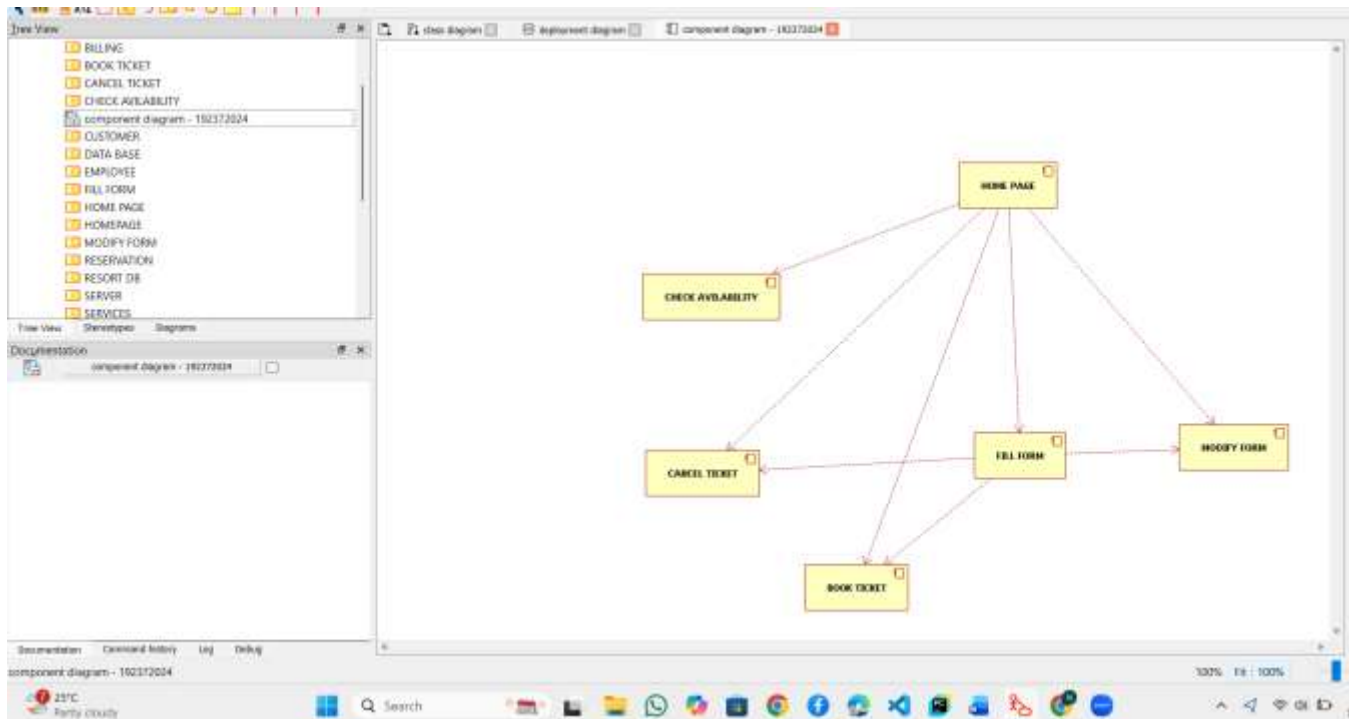 Tree View
BILLING
BOOK TICKET
CANCEL TICKET
CHECK AVILABILITY
component diagram - 192372024
CUSTOMER
DATA BASE
EMPLOYEE
FILL FORM
HOME PAGE
HOMEPAGE
MODIFY FORM
RESERVATION
RESORT DB
SERVER
SERVICES
Tree View Stereotypes Diagrams
Documentation
component diagram - 192372024
Documentation Command history Log Debug
component diagram - 192372024
class diagram deployment diagram component diagram - 192372024
HOME PAGE
CHECK AVILABILITY
CANCEL TICKET
FILL FORM
MODIFY FORM
BOOK TICKET
100% Fit 100%
25°C
Partly cloudy
Search